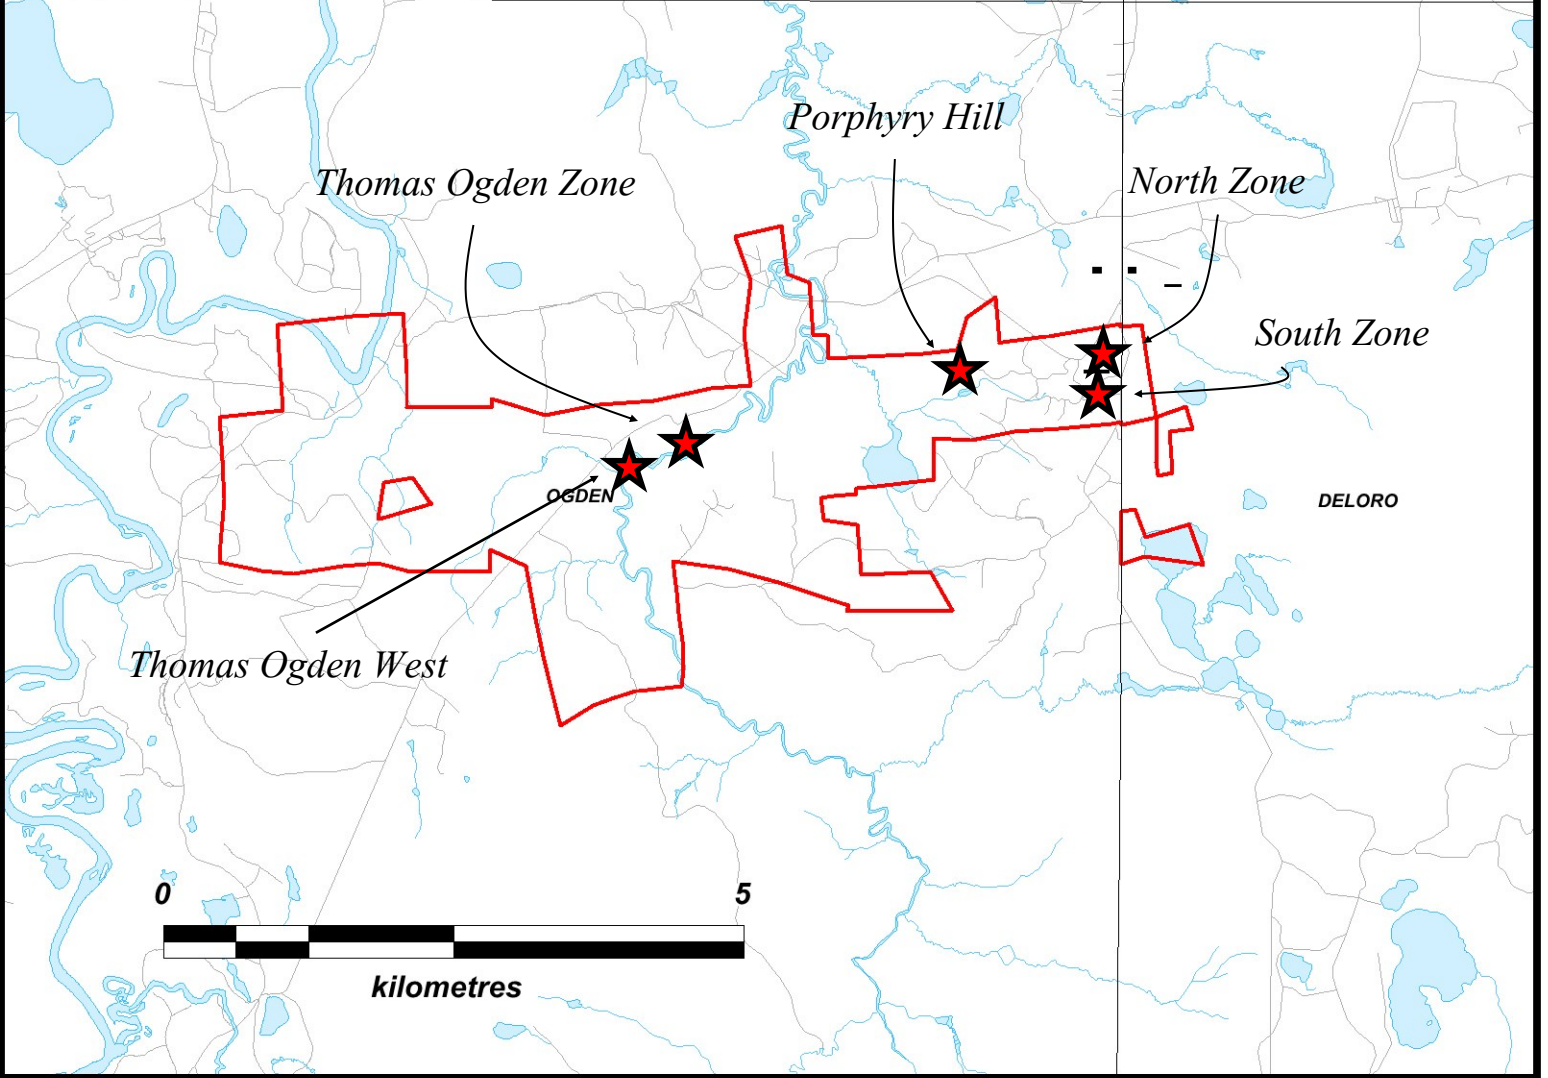 Porphyry Hill
Thomas Ogden Zone
North Zone
South Zone
OGDEN
DELORO
Thomas Ogden West
0
5
kilometres